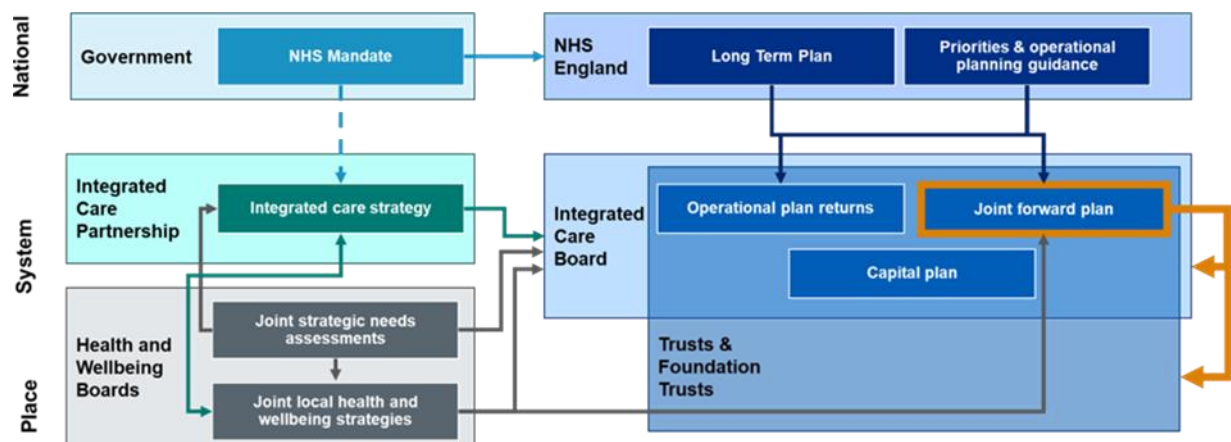 National
Government
NHS Mandate
NHS
England
Long Term Plan
Priorities & operational
planning guidance
System
Integrated
Care
Partnership
Integrated care strategy
Integrated
Care
Board
Operational plan returns
Joint forward plan
Capital plan
Place
Health and
Wellbeing
Boards
Joint strategic needs
assessments
Joint local health and
wellbeing strategies
Trusts &
Foundation
Trusts